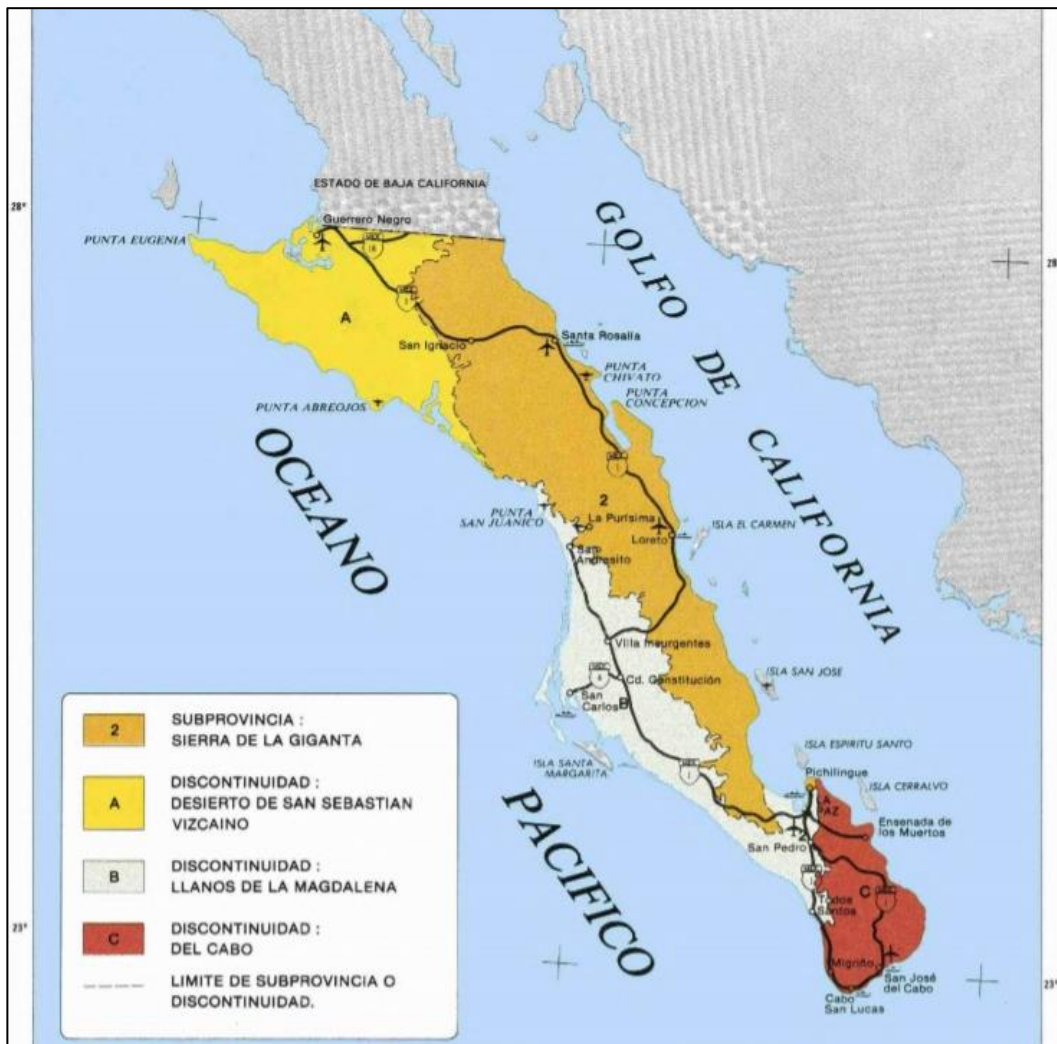 ESTADO DE BAJA CALIFORNIA
28°
Guerrero Negro
PUNTA EUGENIA
GOLFO DE CALIFORNIA
28
A
San Ignacio
Santa Rosalía
PUNTA
CHIVATO
PUNTA
CONCEPCION
PUNTA ABREOJOS
OCEANO
PUNTA
SAN JUANICO
2
La Purísima
ISLA EL CARMEN
Loreto
San
Andresito
Villa Insurgentes
ISLA SAN JOSE
Cd. Constitución
San
Carlos
B
ISLA SANTA
MARGARITA
ISLA ESPIRITU SANTO
Pichilingue
ISLA CERRALVO
LA
PAZ
Ensenada de
los Muertos
San Pedro
2
PACIFICO
C
Todos
Santos
23°
Migriño
San José
del Cabo
23°
Cabo
San Lucas
2
SUBPROVINCIA :
SIERRA DE LA GIGANTA
A
DISCONTINUIDAD :
DESIERTO DE SAN SEBASTIAN
VIZCAINO
B
DISCONTINUIDAD :
LLANOS DE LA MAGDALENA
C
DISCONTINUIDAD :
DEL CABO
LIMITE DE SUBPROVINCIA O
DISCONTINUIDAD.